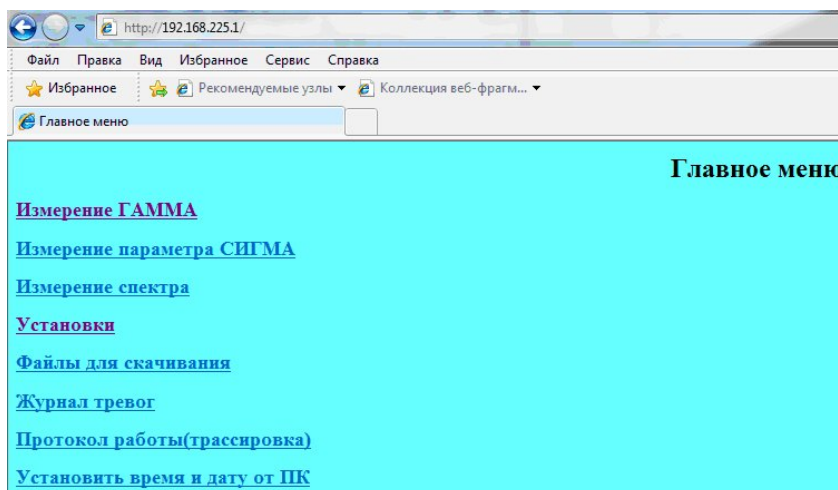 http://192.168.225.1/
Файл Правка Вид Избранное Сервис Справка
Избранное Рекомендуемые узлы Коллекция веб-фрагм...
Главное меню
Главное меню
Измерение ГАММА
Измерение параметра СИГМА
Измерение спектра
Установки
Файлы для скачивания
Журнал тревог
Протокол работы(трассировка)
Установить время и дату от ПК